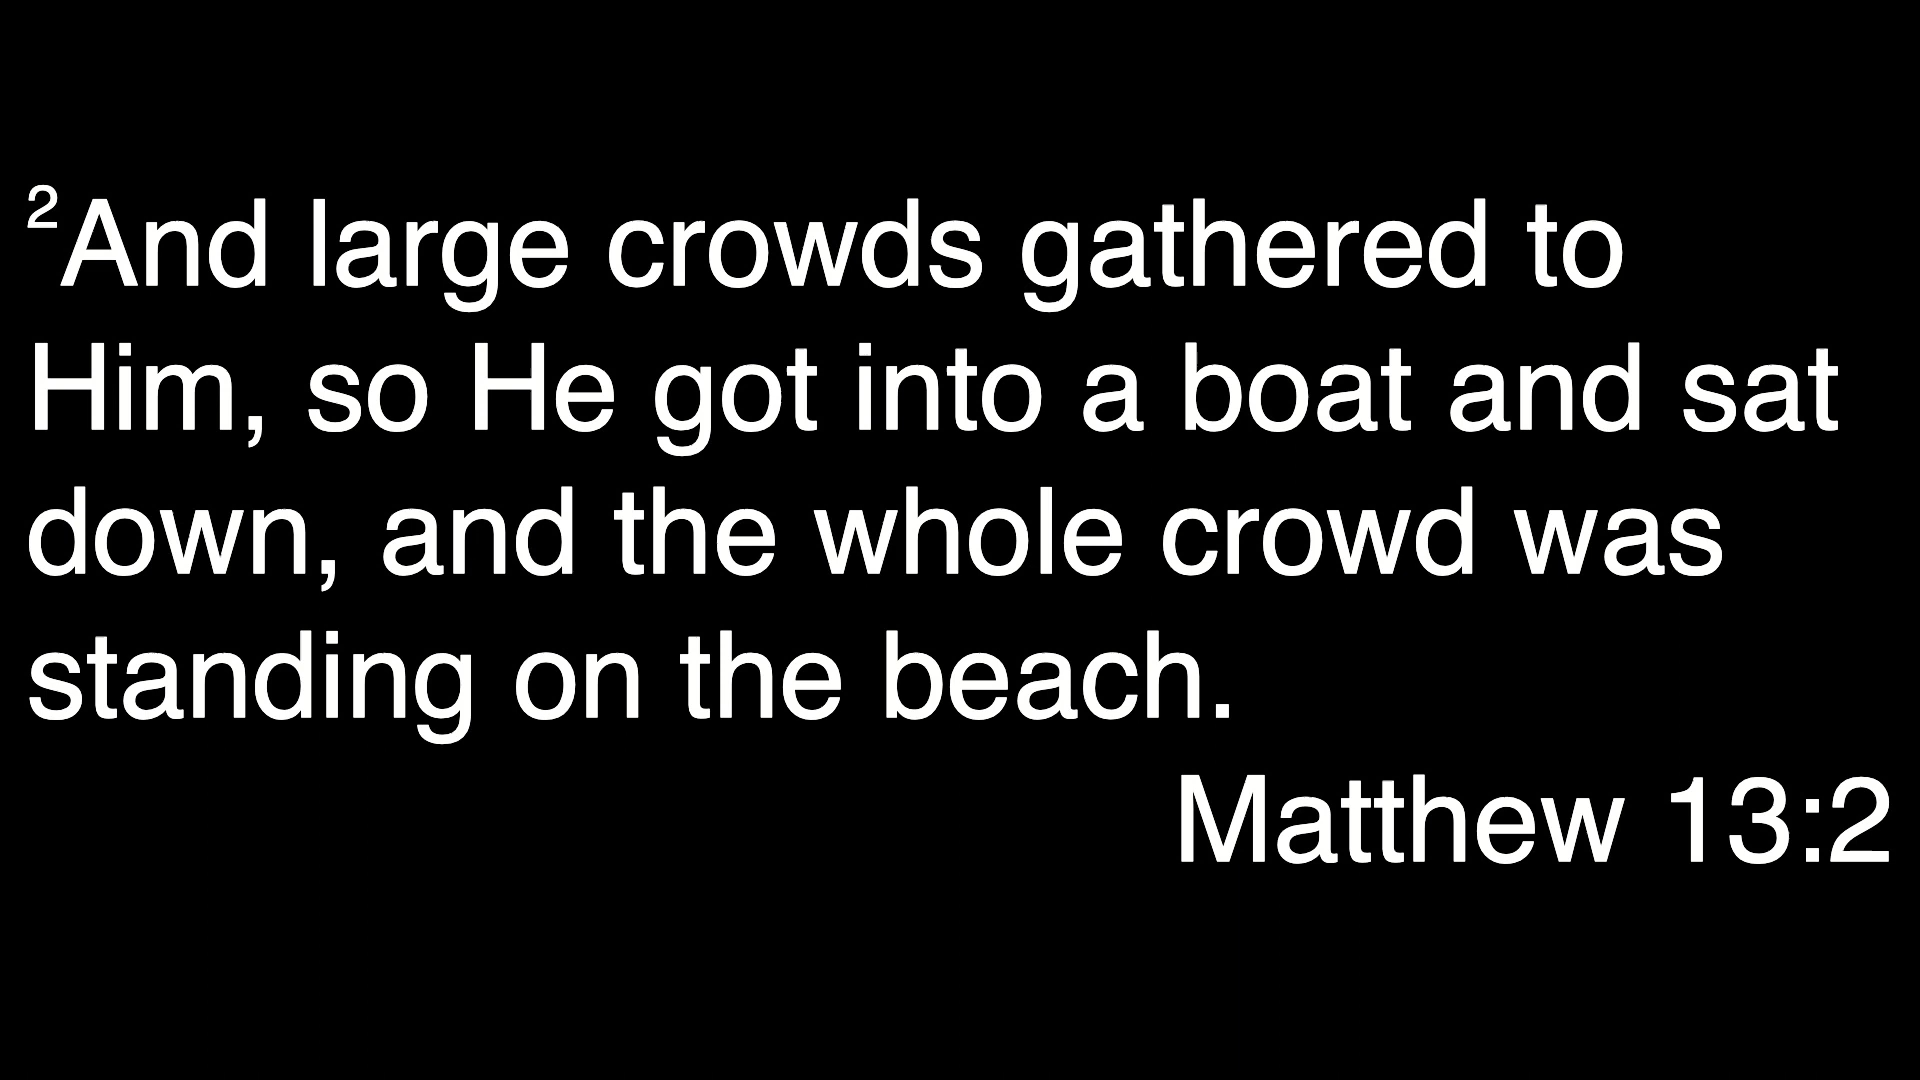 ²And large crowds gathered to
Him, so He got into a boat and sat
down, and the whole crowd was
standing on the beach.
Matthew 13:2